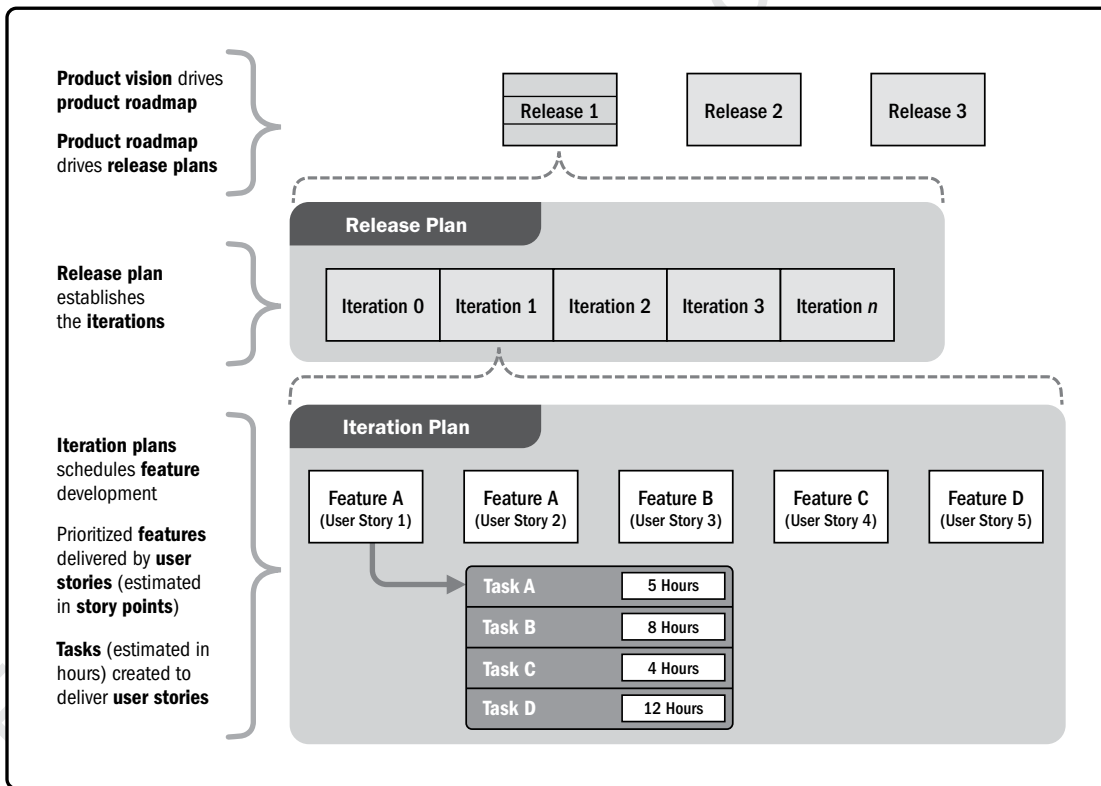 Product vision drives
product roadmap
Product roadmap
drives release plans
Release 1
Release 2
Release 3
Release Plan
Release plan
establishes
the iterations
Iteration 0
Iteration 1
Iteration 2
Iteration 3
Iteration n
Iteration Plan
Iteration plans
schedules feature
development
Prioritized features
delivered by user
stories (estimated
in story points)
Tasks (estimated in
hours) created to
deliver user stories
Feature A
(User Story 1)
Feature A
(User Story 2)
Feature B
(User Story 3)
Feature C
(User Story 4)
Feature D
(User Story 5)
Task A
5 Hours
Task B
8 Hours
Task C
4 Hours
Task D
12 Hours